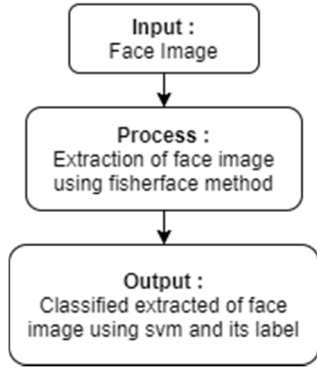 Input :
Face Image
Process :
Extraction of face image
using fisherface method
Output :
Classified extracted of face
image using svm and its label